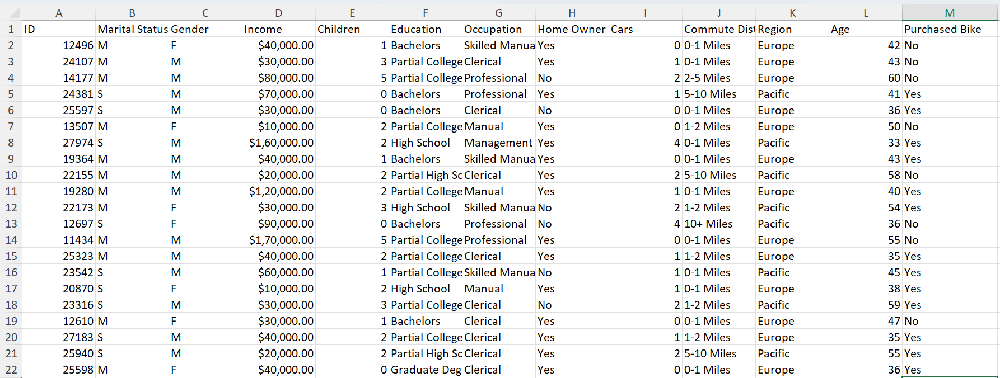 A B C D E F G H I J K L M
1 ID Marital Status Gender Income Children Education Occupation Home Owner Cars Commute Dist Region Age Purchased Bike
2 12496 M F $40,000.00 1 Bachelors Skilled Manua Yes 0 0-1 Miles Europe 42 No
3 24107 M M $30,000.00 3 Partial College Clerical Yes 1 0-1 Miles Europe 43 No
4 14177 M M $80,000.00 5 Partial College Professional No 2 2-5 Miles Europe 60 No
5 24381 S M $70,000.00 0 Bachelors Professional Yes 1 5-10 Miles Pacific 41 Yes
6 25597 S M $30,000.00 0 Bachelors Clerical No 0 0-1 Miles Europe 36 Yes
7 13507 M F $10,000.00 2 Partial College Manual Yes 0 1-2 Miles Europe 50 No
8 27974 S M $1,60,000.00 2 High School Management Yes 4 0-1 Miles Pacific 33 Yes
9 19364 M M $40,000.00 1 Bachelors Skilled Manua Yes 0 0-1 Miles Europe 43 Yes
10 22155 M M $20,000.00 2 Partial High Sc Clerical Yes 2 5-10 Miles Pacific 58 No
11 19280 M M $1,20,000.00 2 Partial College Manual Yes 1 0-1 Miles Europe 40 Yes
12 22173 M F $30,000.00 3 High School Skilled Manua No 2 1-2 Miles Pacific 54 Yes
13 12697 S F $90,000.00 0 Bachelors Professional No 4 10+ Miles Pacific 36 No
14 11434 M M $1,70,000.00 5 Partial College Professional Yes 0 0-1 Miles Europe 55 No
15 25323 M M $40,000.00 2 Partial College Clerical Yes 1 1-2 Miles Europe 35 Yes
16 23542 S M $60,000.00 1 Partial College Skilled Manua No 1 0-1 Miles Pacific 45 Yes
17 20870 S F $10,000.00 2 High School Manual Yes 1 0-1 Miles Europe 38 Yes
18 23316 S M $30,000.00 3 Partial College Clerical No 2 1-2 Miles Pacific 59 Yes
19 12610 M F $30,000.00 1 Bachelors Clerical Yes 0 0-1 Miles Europe 47 No
20 27183 S M $40,000.00 2 Partial College Clerical Yes 1 1-2 Miles Europe 35 Yes
21 25940 S M $20,000.00 2 Partial High Sc Clerical Yes 2 5-10 Miles Pacific 55 Yes
22 25598 M F $40,000.00 0 Graduate Deg Clerical Yes 0 0-1 Miles Europe 36 Yes